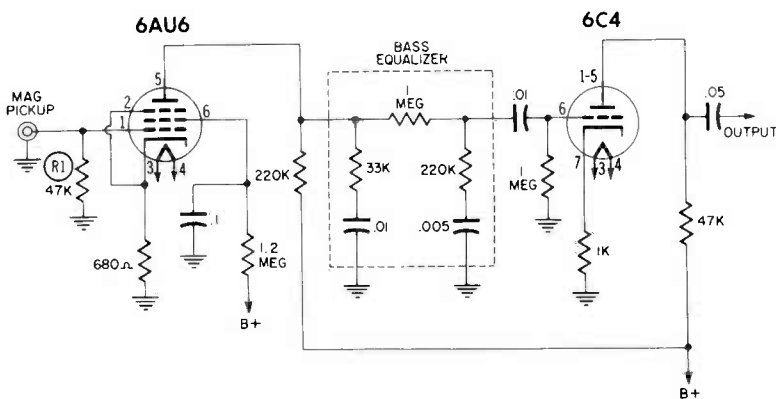 6AU6
6C4
BASS
EQUALIZER
MAG
PICKUP
5
2
1
6
3
4
R1
47K
680Ω
.1
1.2
MEG
B+
220K
1
MEG
33K
.01
220K
.005
.01
1
MEG
1-5
6
7
3
4
1K
.05
OUTPUT
47K
B+